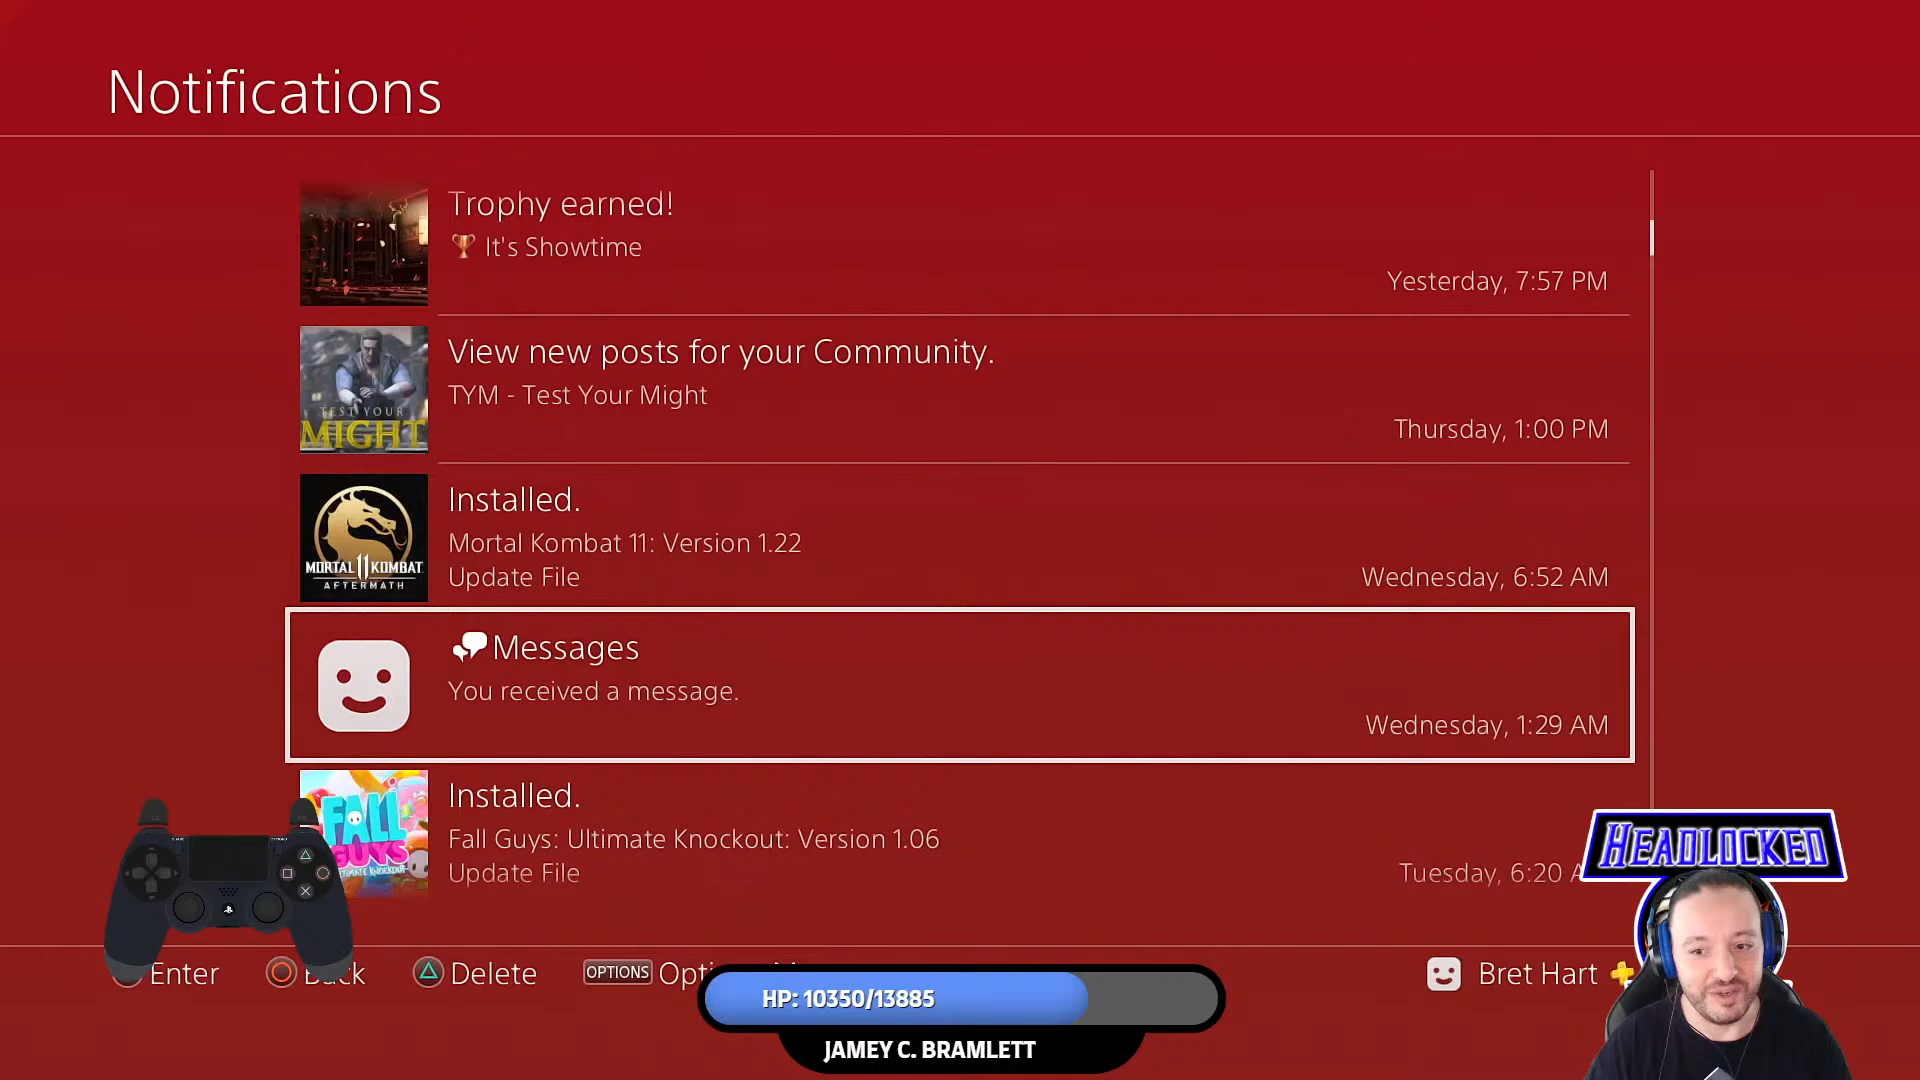 Notifications
Trophy earned!
It's Showtime
Yesterday, 7:57 PM
TEST YOUR
MIGHT
View new posts for your Community.
TYM - Test Your Might
Thursday, 1:00 PM
MORTAL 11 KOMBAT
AFTERMATH
Installed.
Mortal Kombat 11: Version 1.22
Update File
Wednesday, 6:52 AM
Messages
You received a message.
Wednesday, 1:29 AM
FALL
GUYS
Installed.
Fall Guys: Ultimate Knockout: Version 1.06
Update File
Tuesday, 6:20
HEADLOCKED
Enter
Back
Delete
OPTIONS
Bret Hart
HP: 10350/13885
JAMEY C. BRAMLETT